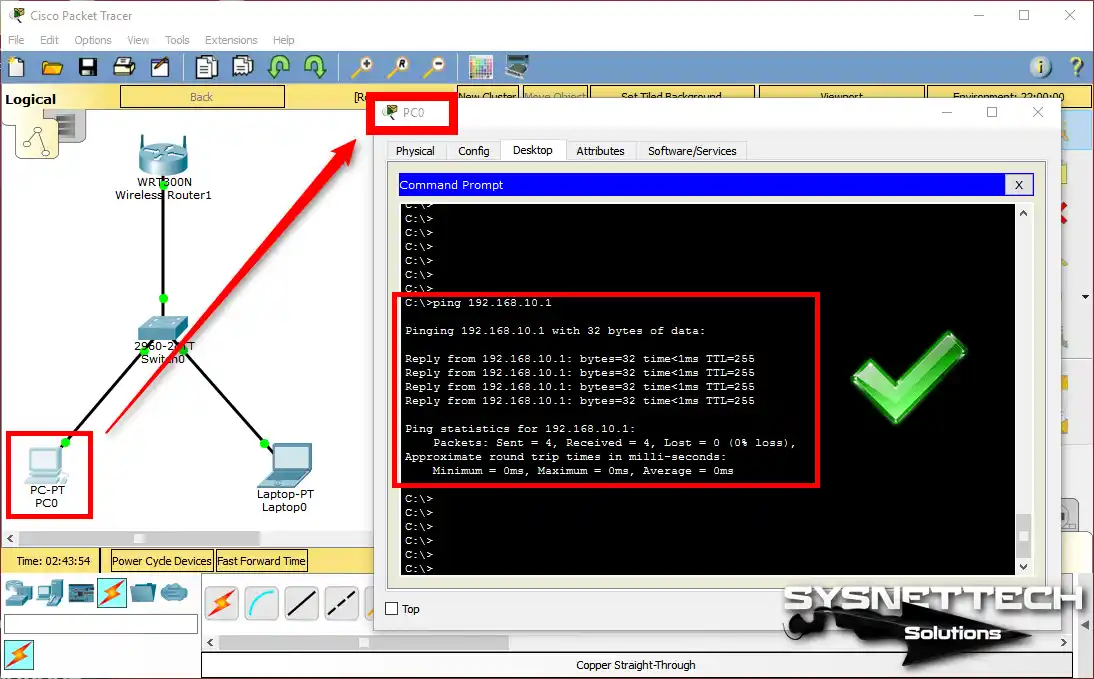 Cisco Packet Tracer
File Edit Options View Tools Extensions Help
Logical
Back
New Cluster
Move Object
Set Tiled Background
Viewport
Environment: 22:00:00
WRT300N
Wireless Router1
Switch0
PC-PT
PC0
Laptop-PT
Laptop0
PC0
Physical Config Desktop Attributes Software/Services
Command Prompt
X
C:\>
C:\>
C:\>
C:\>
C:\>
C:\>
C:\>
C:\>ping 192.168.10.1
Pinging 192.168.10.1 with 32 bytes of data:
Reply from 192.168.10.1: bytes=32 time<1ms TTL=255
Reply from 192.168.10.1: bytes=32 time<1ms TTL=255
Reply from 192.168.10.1: bytes=32 time<1ms TTL=255
Reply from 192.168.10.1: bytes=32 time<1ms TTL=255
Ping statistics for 192.168.10.1:
Packets: Sent = 4, Received = 4, Lost = 0 (0% loss),
Approximate round trip times in milli-seconds:
Minimum = 0ms, Maximum = 0ms, Average = 0ms
C:\>
C:\>
C:\>
C:\>
C:\>
C:\>
Top
Time: 02:43:54
Power Cycle Devices
Fast Forward Time
Copper Straight-Through
SYSNETTECH
Solutions